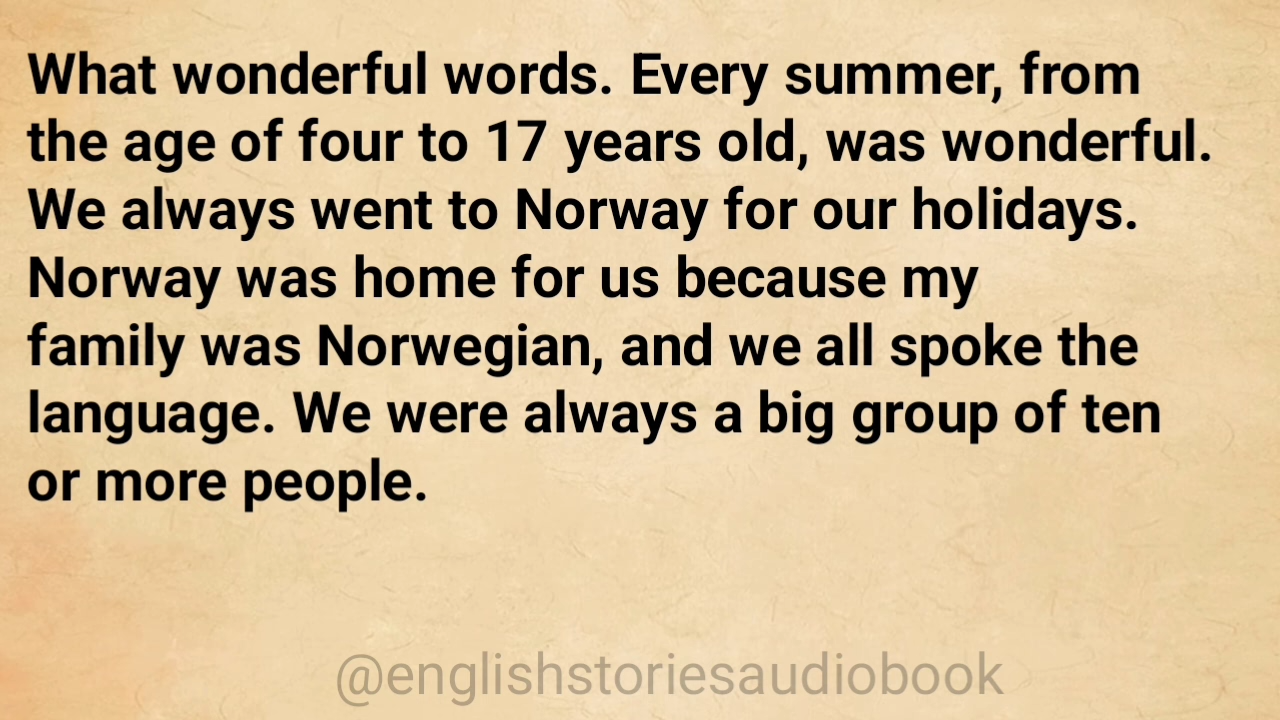 What wonderful words. Every summer, from
the age of four to 17 years old, was wonderful.
We always went to Norway for our holidays.
Norway was home for us because my
family was Norwegian, and we all spoke the
language. We were always a big group of ten
or more people.
@englishstoriesaudiobook